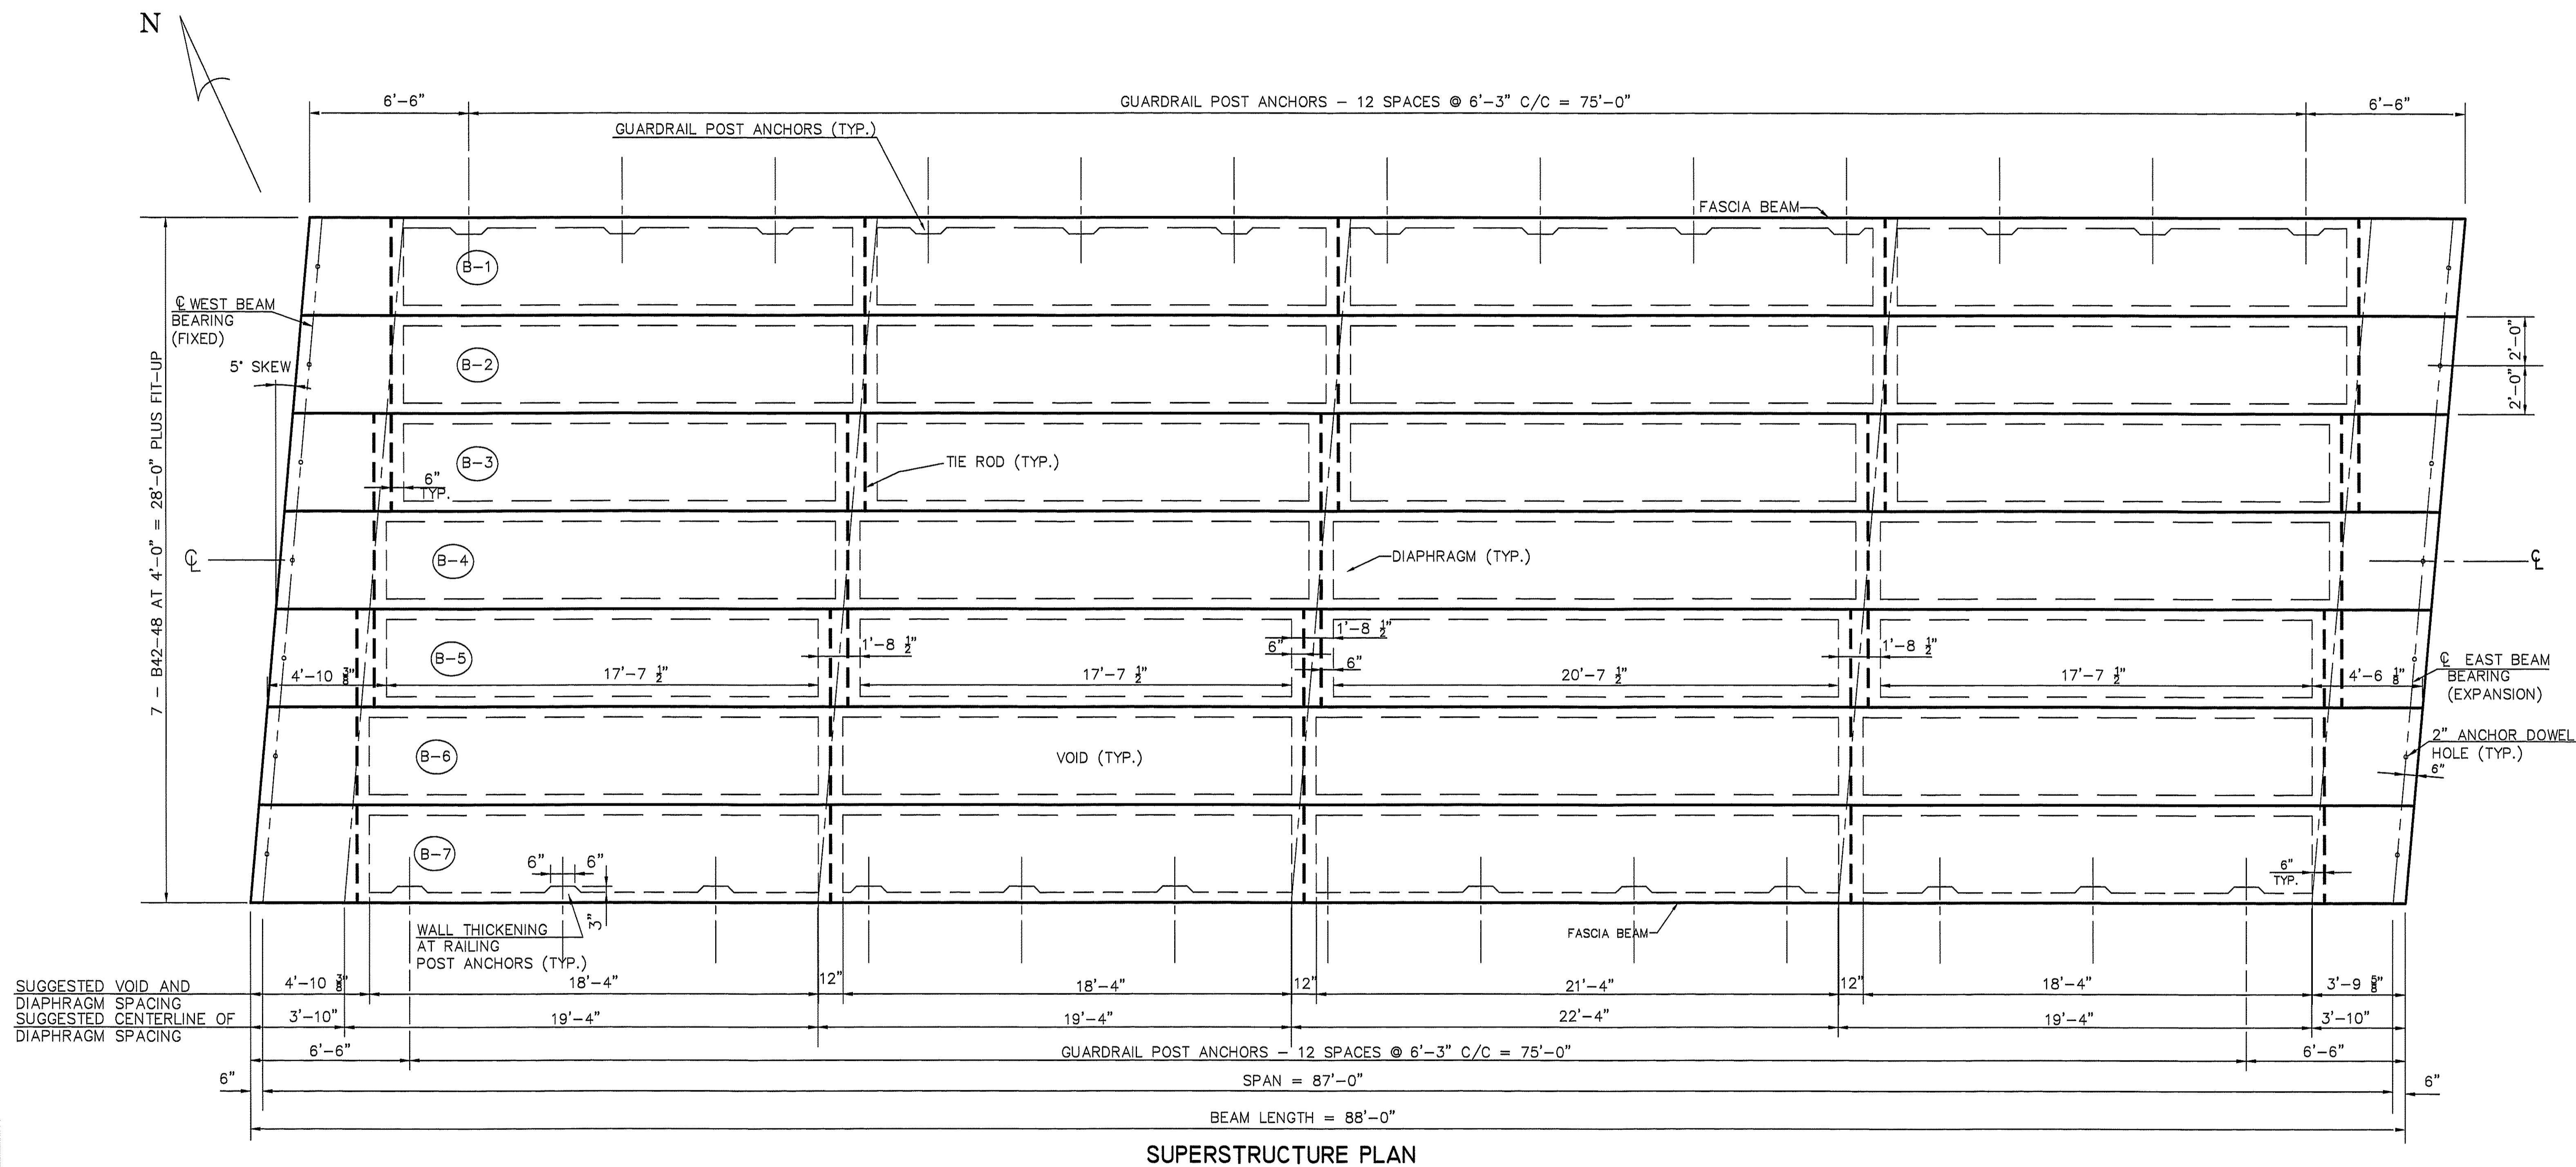 N
6'-6"
GUARDRAIL POST ANCHORS - 12 SPACES @ 6'-3" C/C = 75'-0"
6'-6"
GUARDRAIL POST ANCHORS (TYP.)
FASCIA BEAM
B-1
℄ WEST BEAM
BEARING
(FIXED)
5° SKEW
B-2
2'-0"
2'-0"
7 - B42-48 AT 4'-0" = 28'-0" PLUS FIT-UP
B-3
TIE ROD (TYP.)
6"
TYP.
℄
B-4
DIAPHRAGM (TYP.)
℄
B-5
4'-10 3/8"
17'-7 1/2"
1'-8 1/2"
17'-7 1/2"
6"
1'-8 1/2"
6"
20'-7 1/2"
1'-8 1/2"
17'-7 1/2"
4'-6 1/8"
℄ EAST BEAM
BEARING
(EXPANSION)
B-6
VOID (TYP.)
2" ANCHOR DOWEL
HOLE (TYP.)
6"
B-7
6"
6"
3"
6"
TYP.
WALL THICKENING
AT RAILING
POST ANCHORS (TYP.)
FASCIA BEAM
SUGGESTED VOID AND
DIAPHRAGM SPACING
4'-10 3/8"
18'-4"
12"
18'-4"
12"
21'-4"
12"
18'-4"
3'-9 5/8"
SUGGESTED CENTERLINE OF
DIAPHRAGM SPACING
3'-10"
19'-4"
19'-4"
22'-4"
19'-4"
3'-10"
6'-6"
GUARDRAIL POST ANCHORS - 12 SPACES @ 6'-3" C/C = 75'-0"
6'-6"
6"
SPAN = 87'-0"
6"
BEAM LENGTH = 88'-0"
SUPERSTRUCTURE PLAN